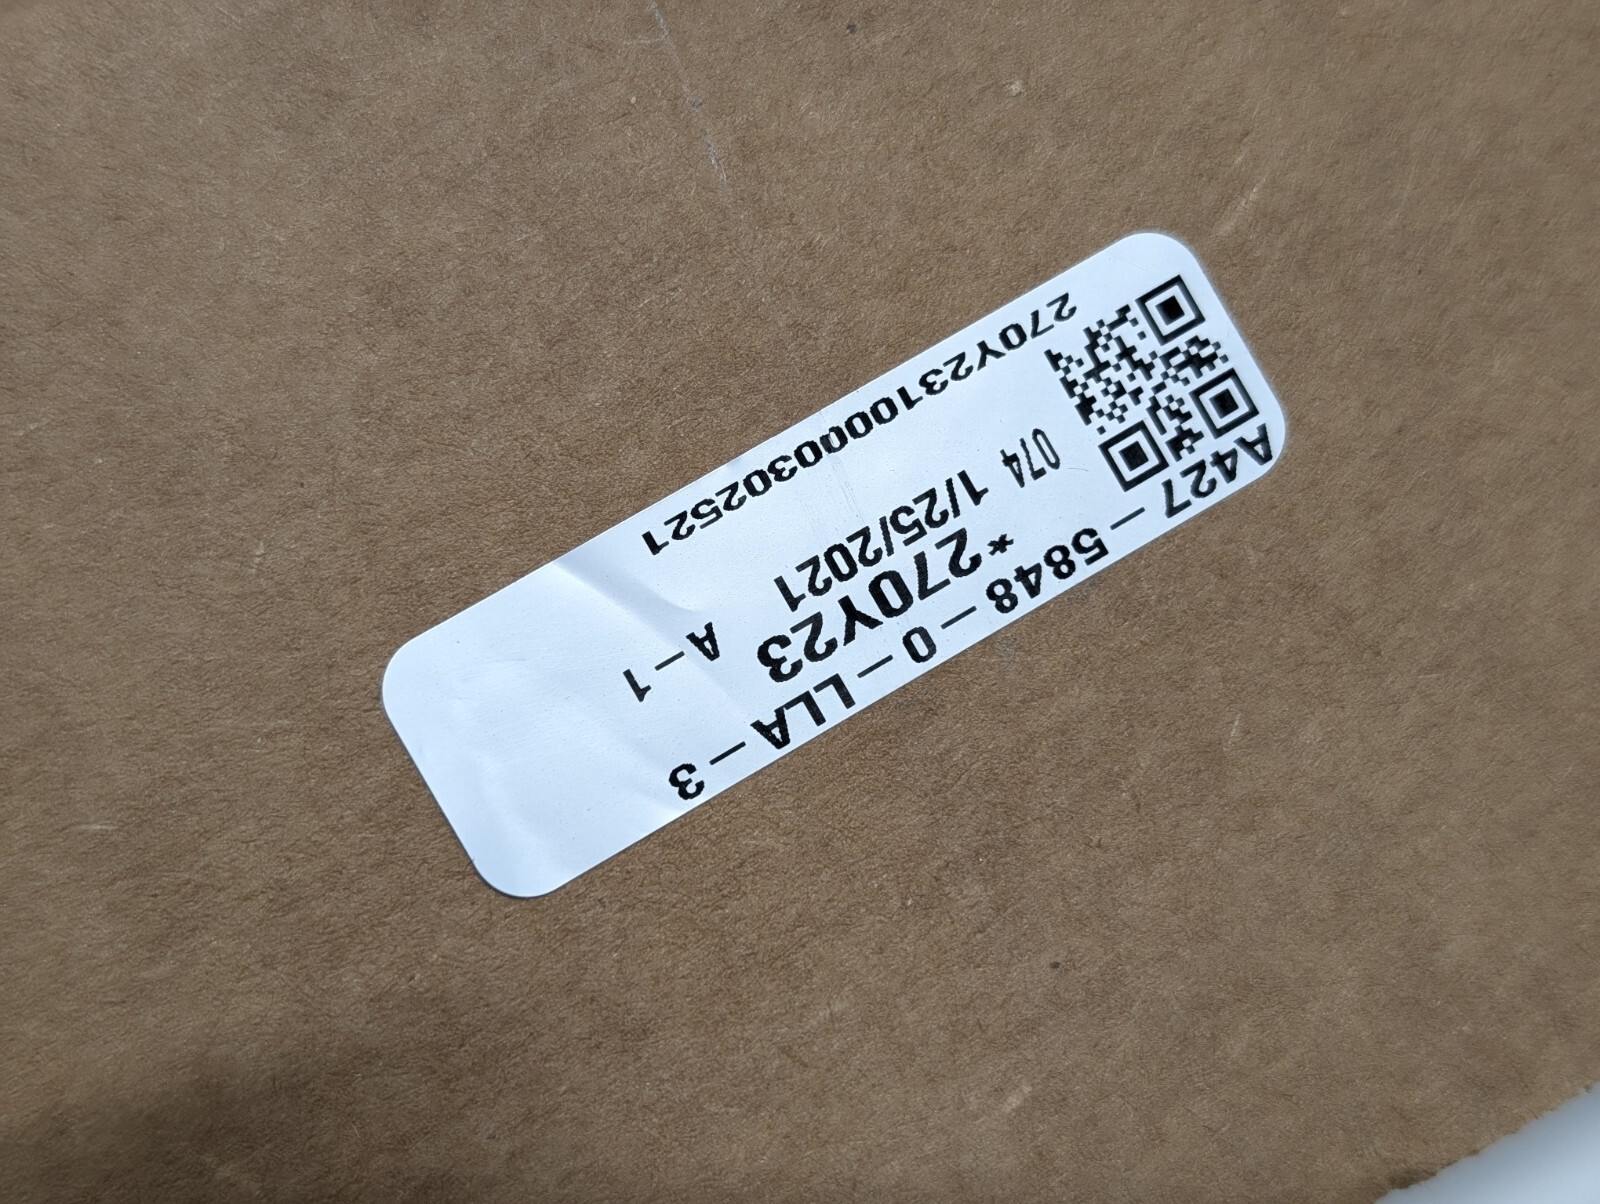 A427-5848-0-LLA-3
*270Y23
074 1/25/2021 A-1
270Y2310000302521